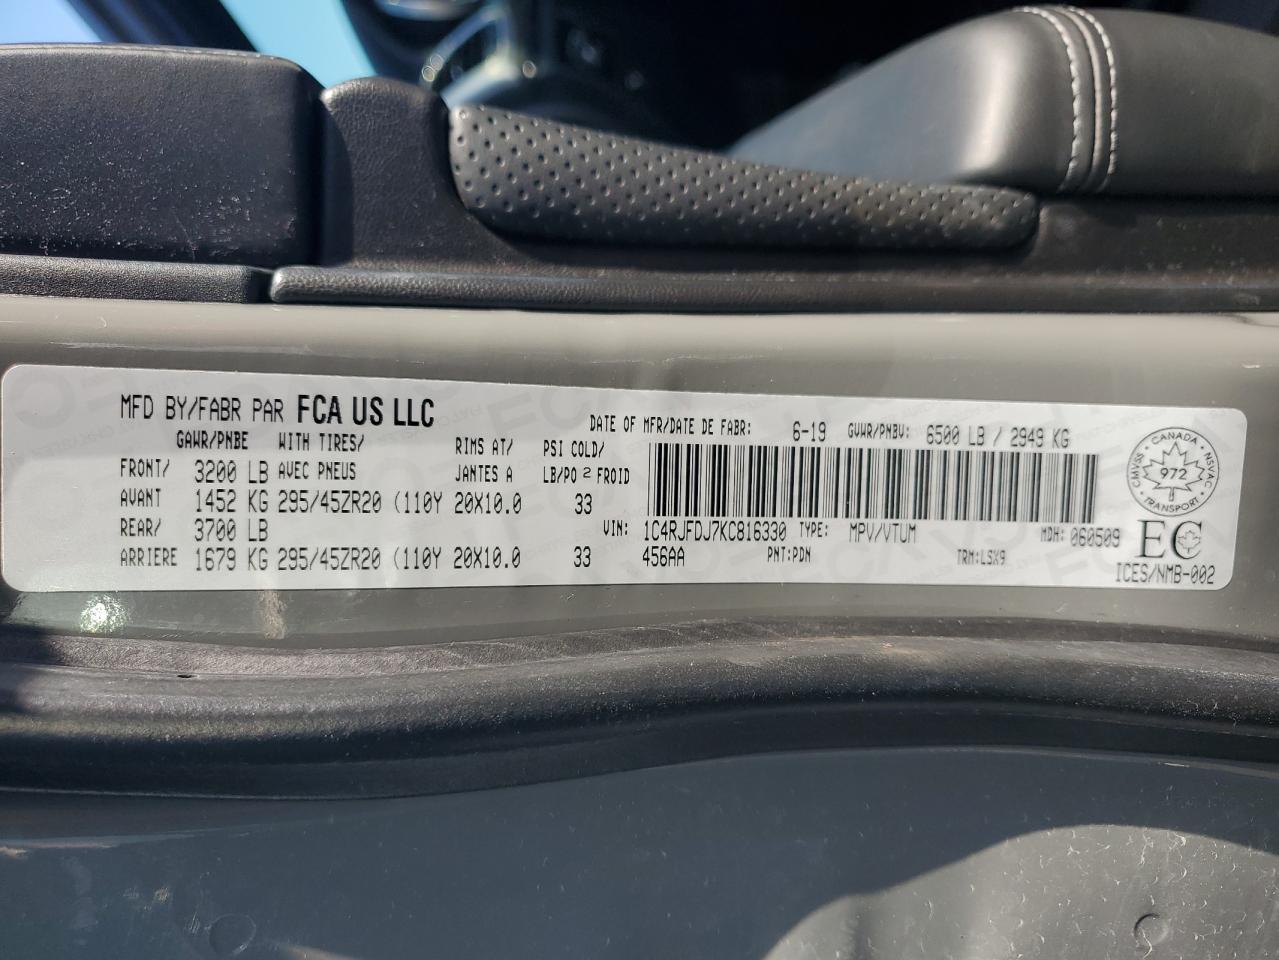 MFD BY/FABR PAR FCA US LLC
DATE OF MFR/DATE DE FABR: 6-19 GVWR/PNBV: 6500 LB / 2949 KG
GAWR/PNBE WITH TIRES/ RIMS AT/ PSI COLD/
FRONT/ 3200 LB AVEC PNEUS JANTES A LB/PO 2 FROID
AVANT 1452 KG 295/45ZR20 (110Y 20X10.0 33
REAR/ 3700 LB
VIN: 1C4RJFDJ7KC816330 TYPE: MPV/VTUM MDH: 060509
ARRIERE 1679 KG 295/45ZR20 (110Y 20X10.0 33
456AA PNT:PDN TRM:LSX9
CANADA
CMVSS NSVAC
972
TRANSPORT
EC
ICES/NMB-002